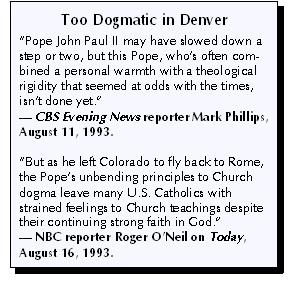 Too Dogmatic in Denver
“Pope John Paul II may have slowed down a
step or two, but this Pope, who’s often com-
bined a personal warmth with a theological
rigidity that seemed at odds with the times,
isn’t done yet.”
— CBS Evening News reporter Mark Phillips,
August 11, 1993.
“But as he left Colorado to fly back to Rome,
the Pope’s unbending principles to Church
dogma leave many U.S. Catholics with
strained feelings to Church teachings despite
their continuing strong faith in God.”
— NBC reporter Roger O’Neil on Today,
August 16, 1993.